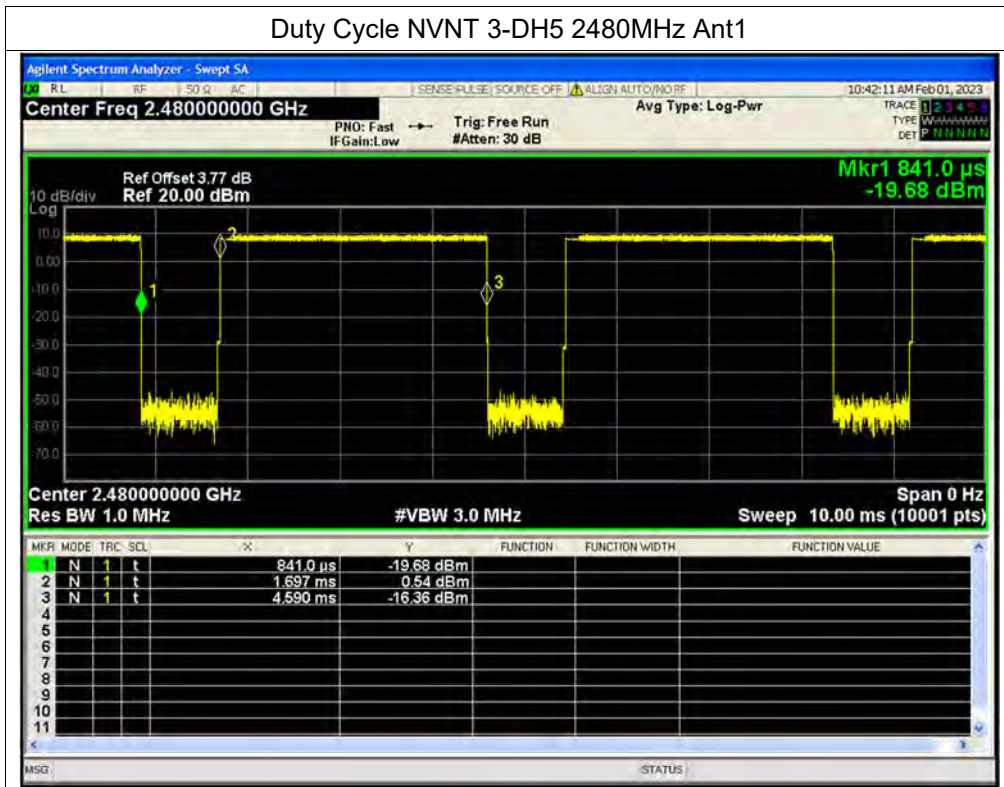 Duty Cycle NVNT 3-DH5 2480MHz Ant1
Agilent Spectrum Analyzer - Swept SA
RL RF 50 Ω AC SENSE:PULSE SOURCE OFF ALIGN AUTO/NO RF 10:42:11 AM Feb 01, 2023
Center Freq 2.480000000 GHz Avg Type: Log-Pwr TRACE 1 2 3 4 5 6
PNO: Fast Trig: Free Run TYPE W
IFGain:Low #Atten: 30 dB DET P N N N N N
Mkr1 841.0 µs
Ref Offset 3.77 dB -19.68 dBm
10 dB/div Ref 20.00 dBm
Log
10.0
0.00
-10.0
-20.0
-30.0
-40.0
-50.0
-60.0
-70.0
1
2
3
Center 2.480000000 GHz Span 0 Hz
Res BW 1.0 MHz #VBW 3.0 MHz Sweep 10.00 ms (10001 pts)
MKR MODE TRC SCL X Y FUNCTION FUNCTION WIDTH FUNCTION VALUE
1 N 1 t 841.0 µs -19.68 dBm
2 N 1 t 1.697 ms 0.54 dBm
3 N 1 t 4.590 ms -16.36 dBm
4
5
6
7
8
9
10
11
MSG STATUS